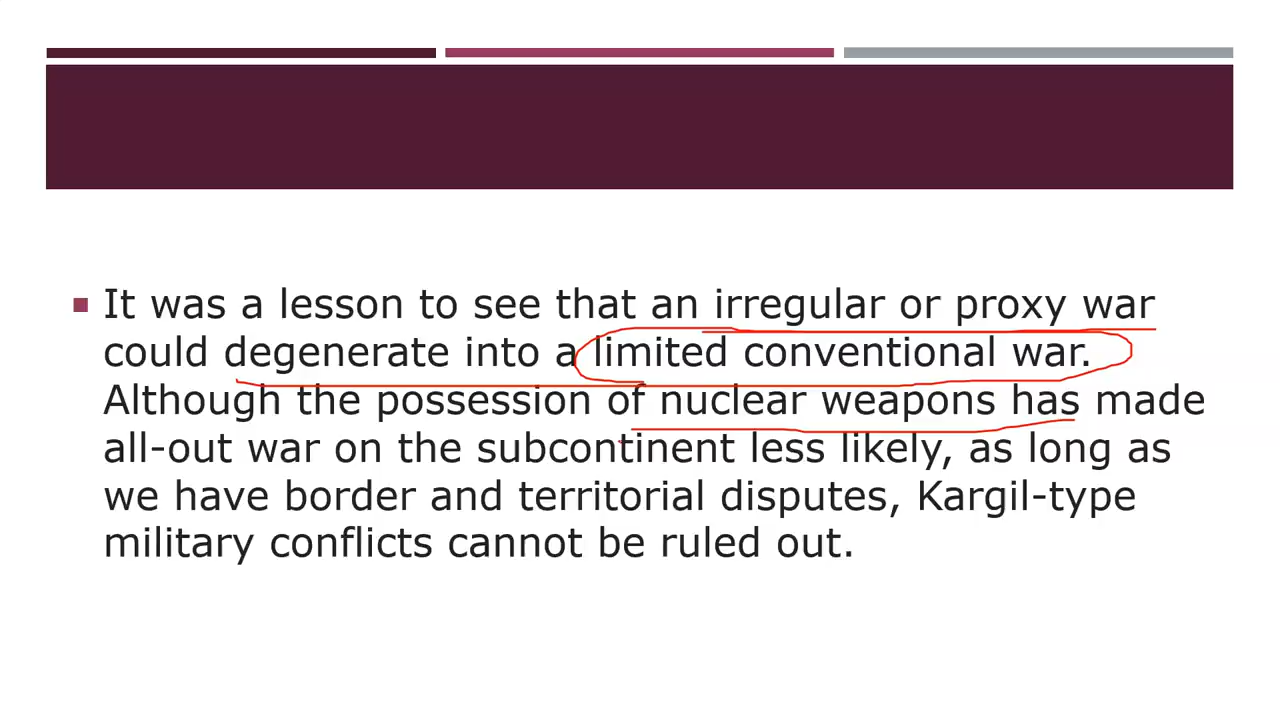 It was a lesson to see that an irregular or proxy war
could degenerate into a limited conventional war.
Although the possession of nuclear weapons has made
all-out war on the subcontinent less likely, as long as
we have border and territorial disputes, Kargil-type
military conflicts cannot be ruled out.